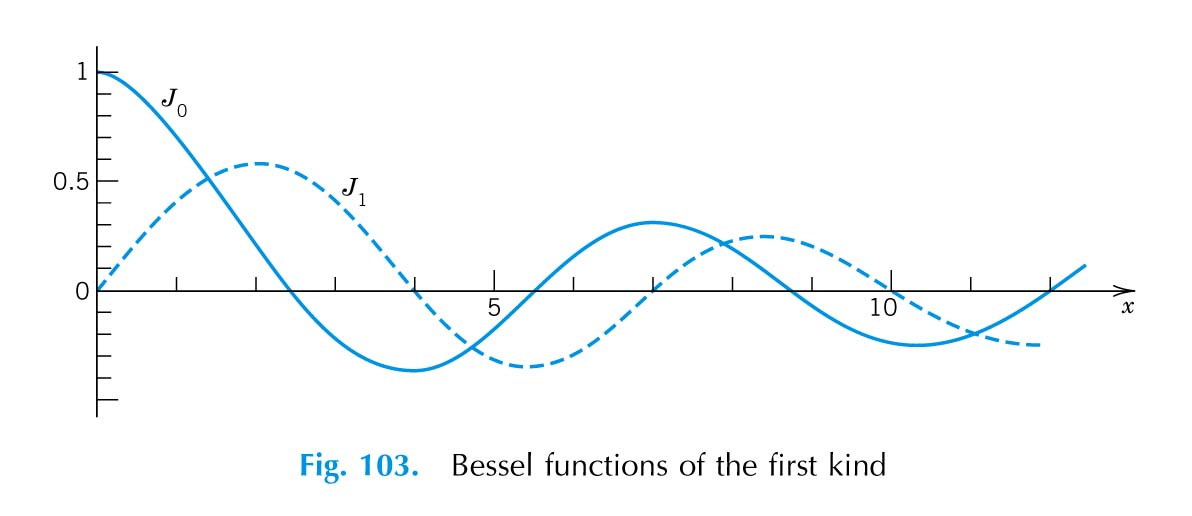 1
J0
0.5
J1
0
5
10
x
Fig. 103. Bessel functions of the first kind